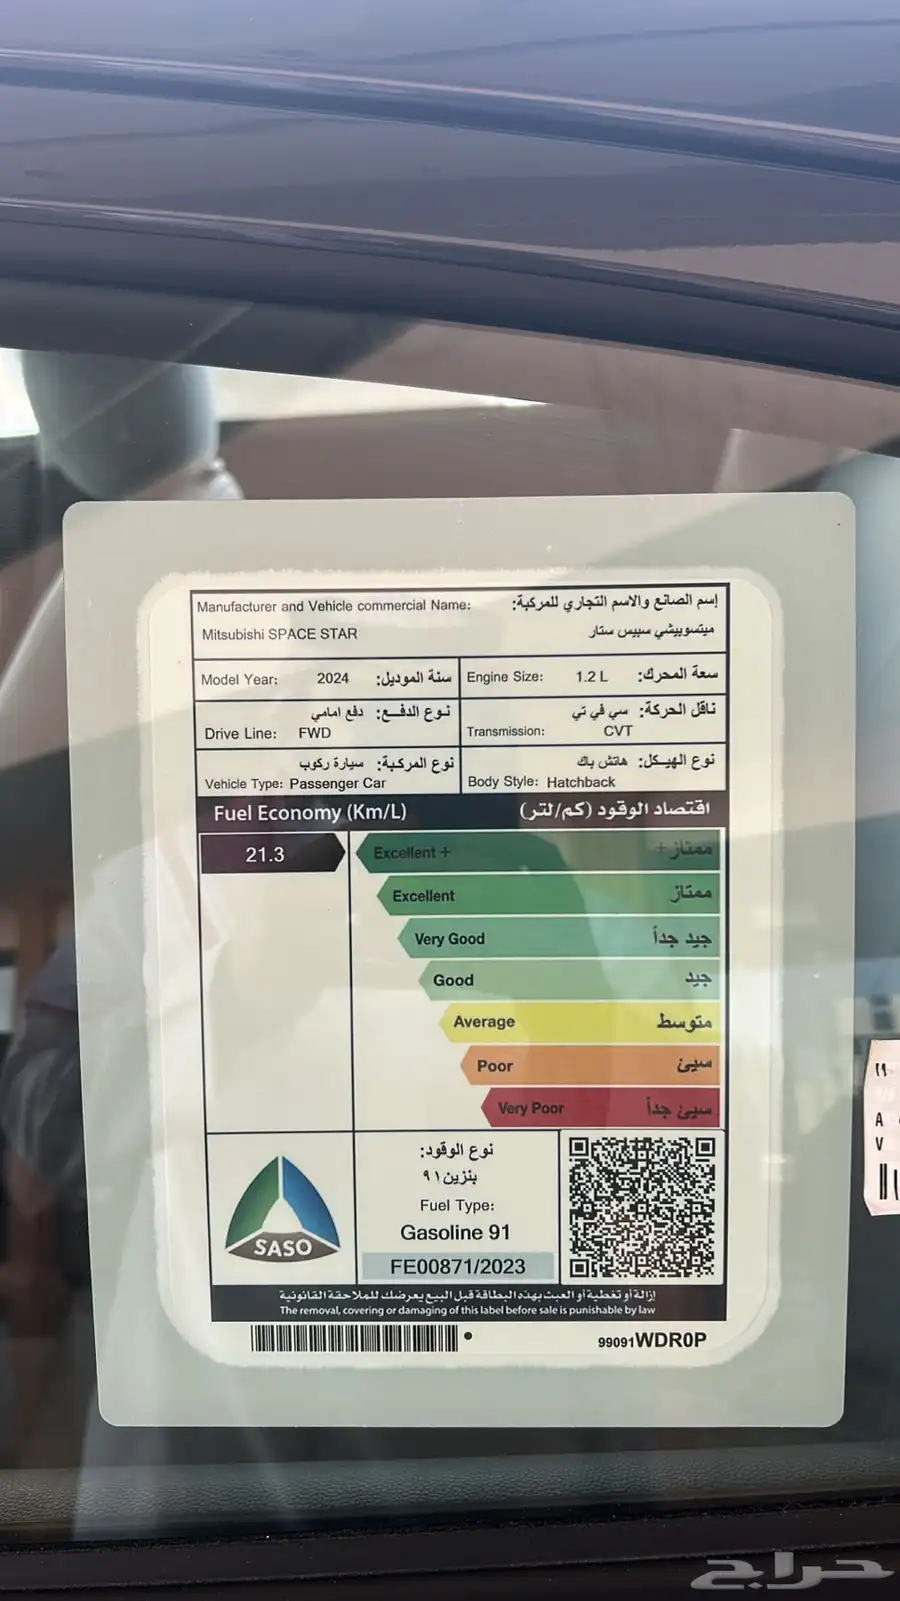 Manufacturer and Vehicle commercial Name: إسم الصانع والاسم التجاري للمركبة:
Mitsubishi SPACE STAR ميتسوبيشي سبيس ستار
Model Year: 2024 سنة الموديل:
Engine Size: 1.2 L سعة المحرك:
نوع الدفع: دفع امامي
Drive Line: FWD
ناقل الحركة: سي في تي
Transmission: CVT
نوع المركبة: سيارة ركوب
Vehicle Type: Passenger Car
نوع الهيكل: هاتش باك
Body Style: Hatchback
Fuel Economy (Km/L) اقتصاد الوقود (كم/لتر)
21.3
Excellent + ممتاز+
Excellent ممتاز
Very Good جيد جداً
Good جيد
Average متوسط
Poor سيئ
Very Poor سيئ جداً
SASO
نوع الوقود:
بنزين ٩١
Fuel Type:
Gasoline 91
FE00871/2023
إزالة أو تغطية أو العبث بهذه البطاقة قبل البيع يعرضك للملاحقة القانونية
The removal, covering or damaging of this label before sale is punishable by law
99091WDR0P
A
V
حراج